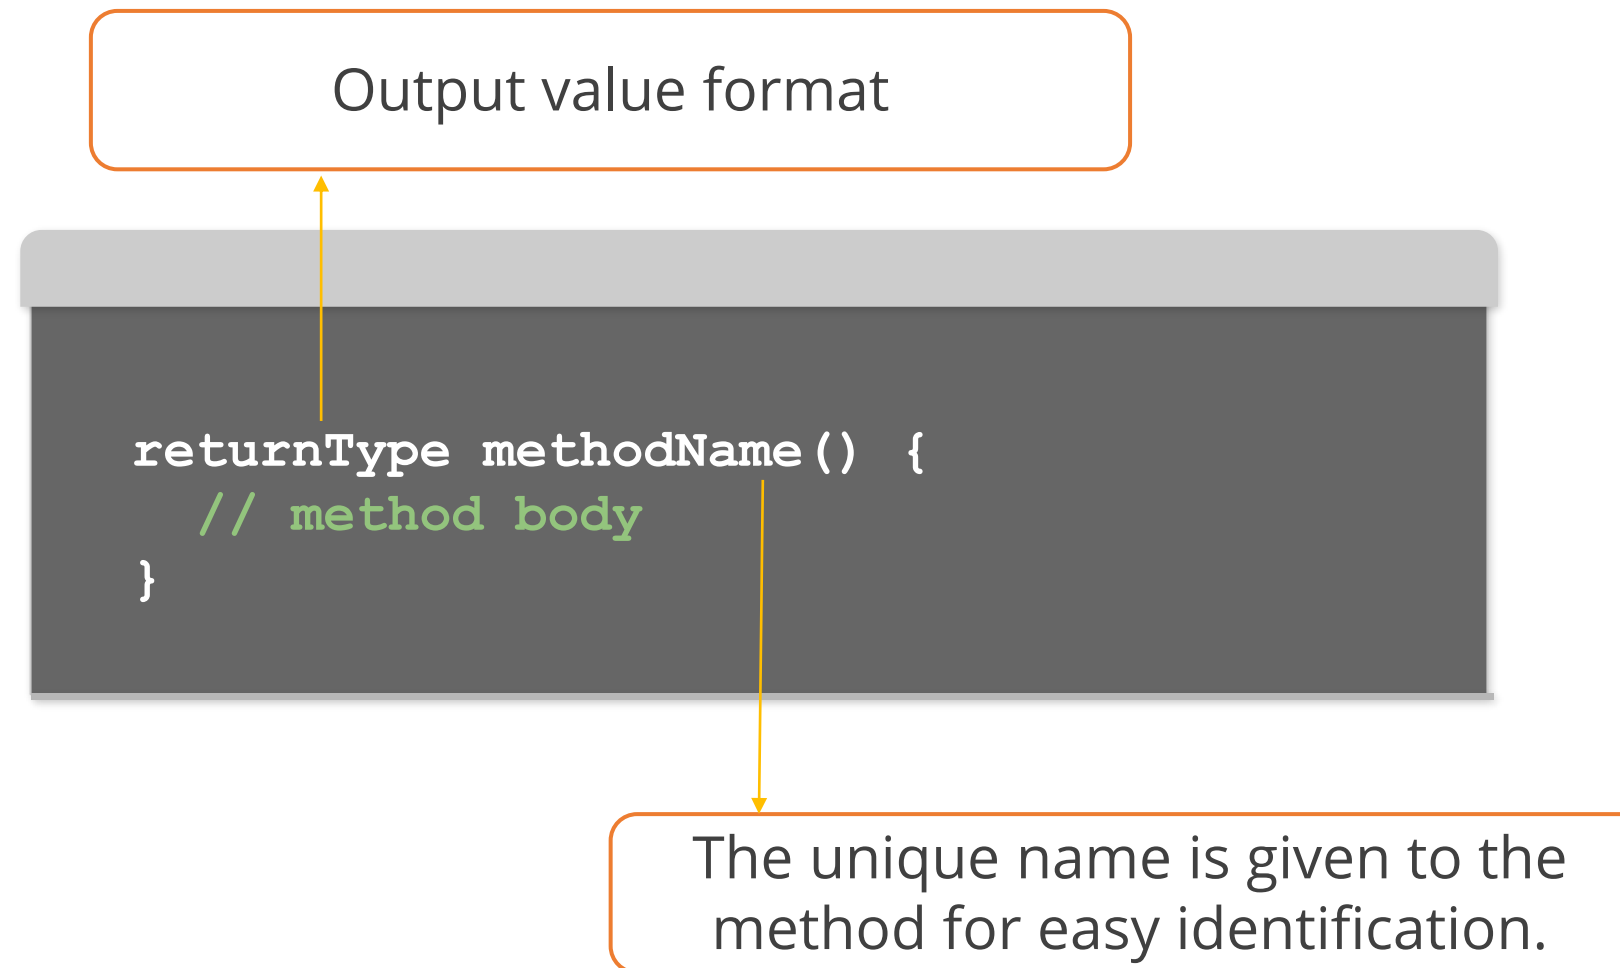 Output value format
returnType methodName() {
// method body
}
The unique name is given to the
method for easy identification.